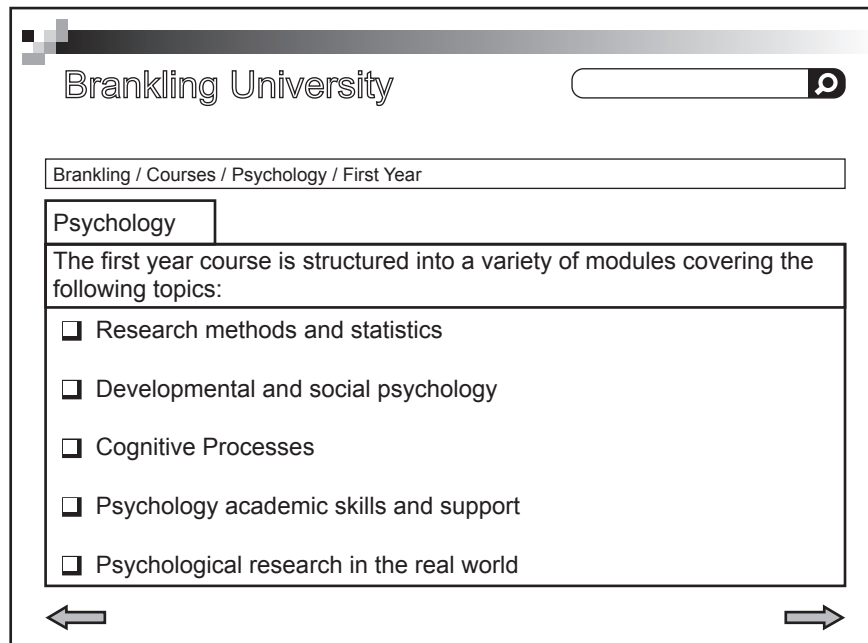 Brankling University
Brankling / Courses / Psychology / First Year
Psychology
The first year course is structured into a variety of modules covering the
following topics:
Research methods and statistics
Developmental and social psychology
Cognitive Processes
Psychology academic skills and support
Psychological research in the real world